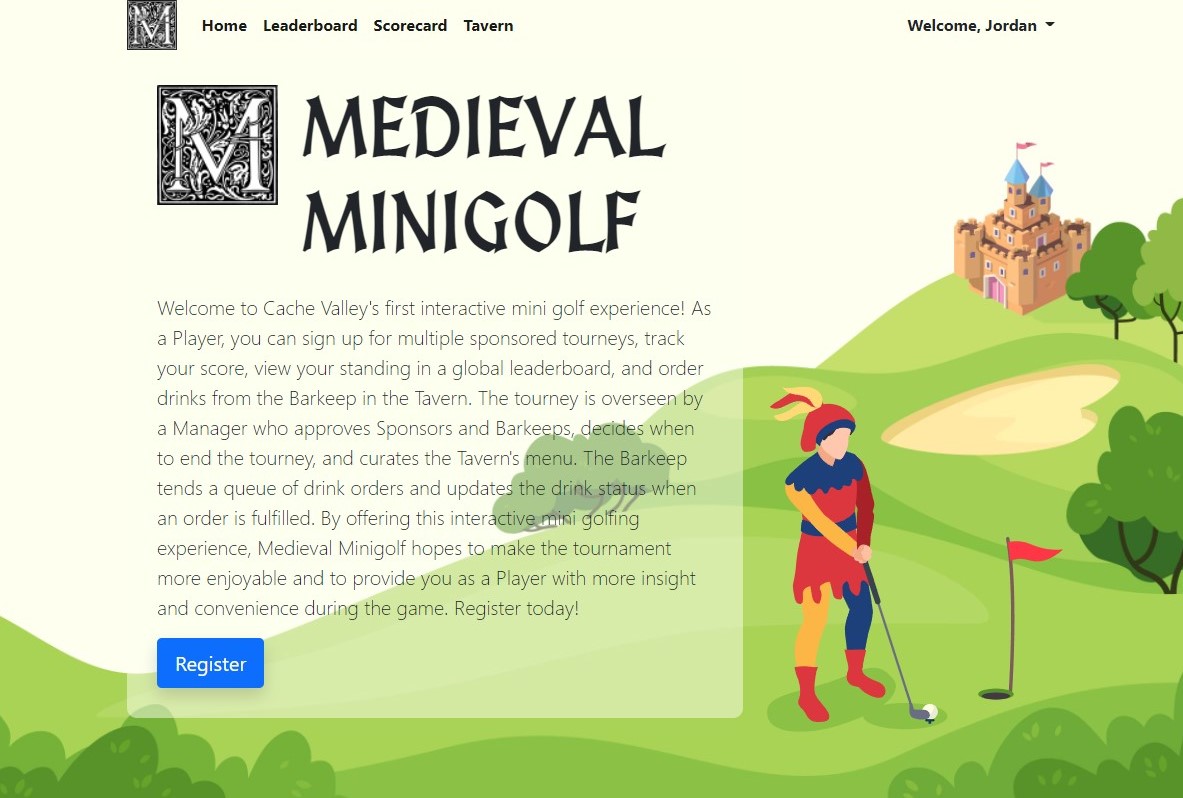 M Home Leaderboard Scorecard Tavern Welcome, Jordan
M MEDIEVAL
MINIGOLF
Welcome to Cache Valley's first interactive mini golf experience! As
a Player, you can sign up for multiple sponsored tourneys, track
your score, view your standing in a global leaderboard, and order
drinks from the Barkeep in the Tavern. The tourney is overseen by
a Manager who approves Sponsors and Barkeeps, decides when
to end the tourney, and curates the Tavern's menu. The Barkeep
tends a queue of drink orders and updates the drink status when
an order is fulfilled. By offering this interactive mini golfing
experience, Medieval Minigolf hopes to make the tournament
more enjoyable and to provide you as a Player with more insight
and convenience during the game. Register today!
Register